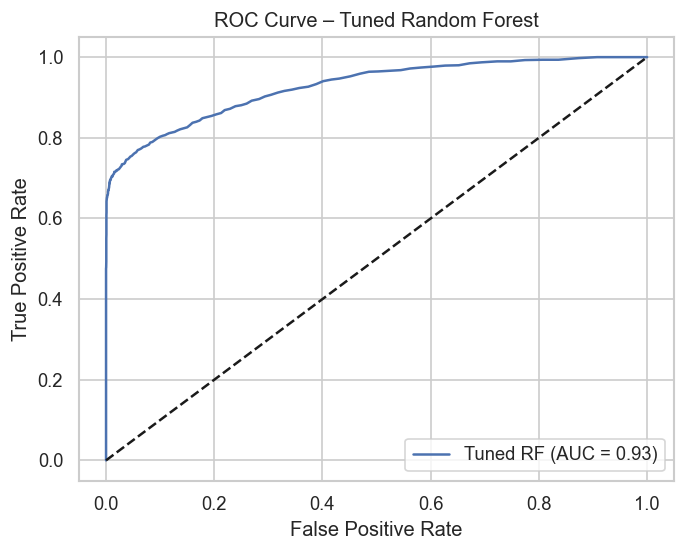 ROC Curve – Tuned Random Forest
1.0
0.8
0.6
0.4
0.2
0.0
True Positive Rate
Tuned RF (AUC = 0.93)
0.0 0.2 0.4 0.6 0.8 1.0
False Positive Rate